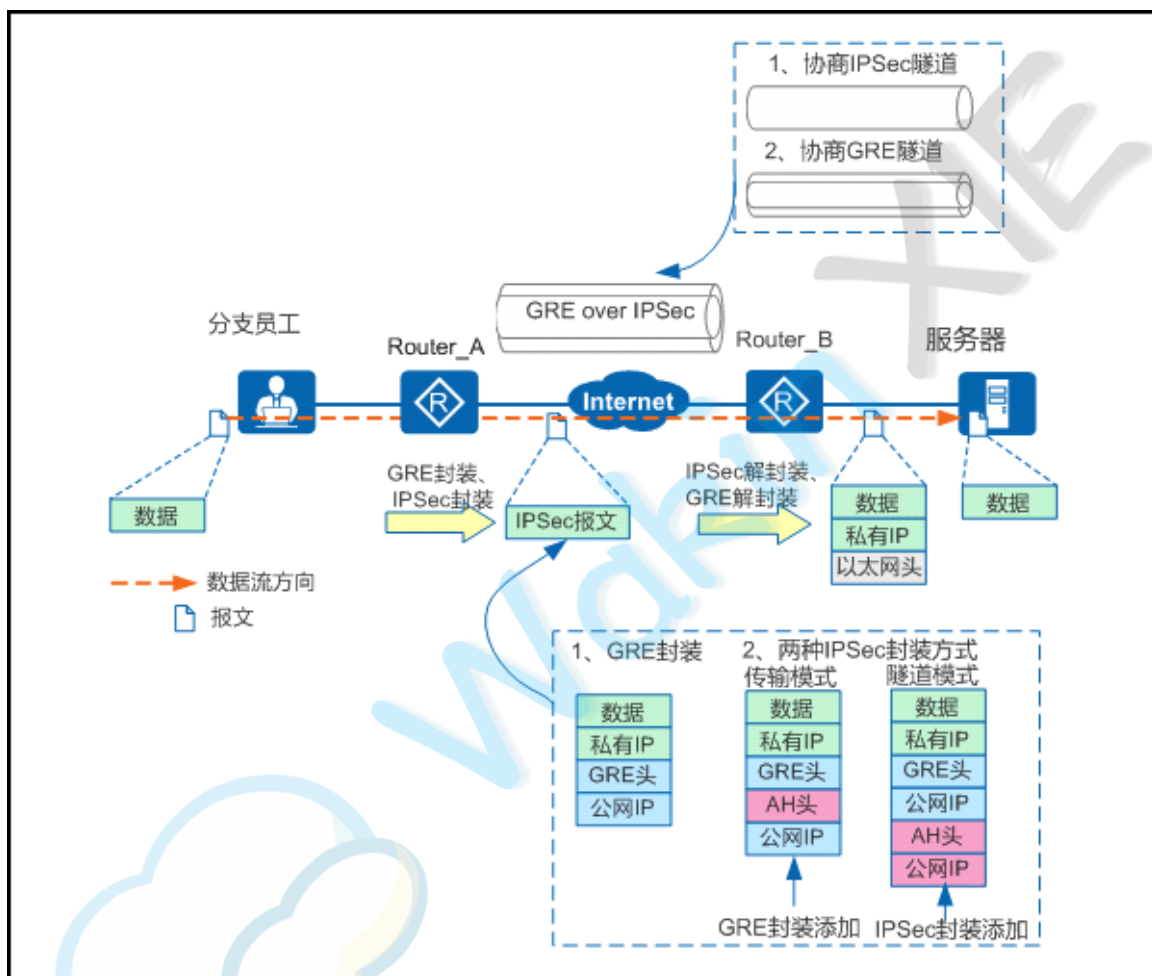 1、协商IPSec隧道
2、协商GRE隧道
GRE over IPSec
分支员工
Router_A
Router_B
服务器
R
Internet
R
GRE封装、
IPSec封装
IPSec解封装、
GRE解封装
数据
IPSec报文
数据
私有IP
以太网头
数据
数据流方向
报文
1、GRE封装
2、两种IPSec封装方式
传输模式
隧道模式
数据
私有IP
GRE头
公网IP
数据
私有IP
GRE头
AH头
公网IP
数据
私有IP
GRE头
公网IP
AH头
公网IP
GRE封装添加
IPSec封装添加
Wakin XIE